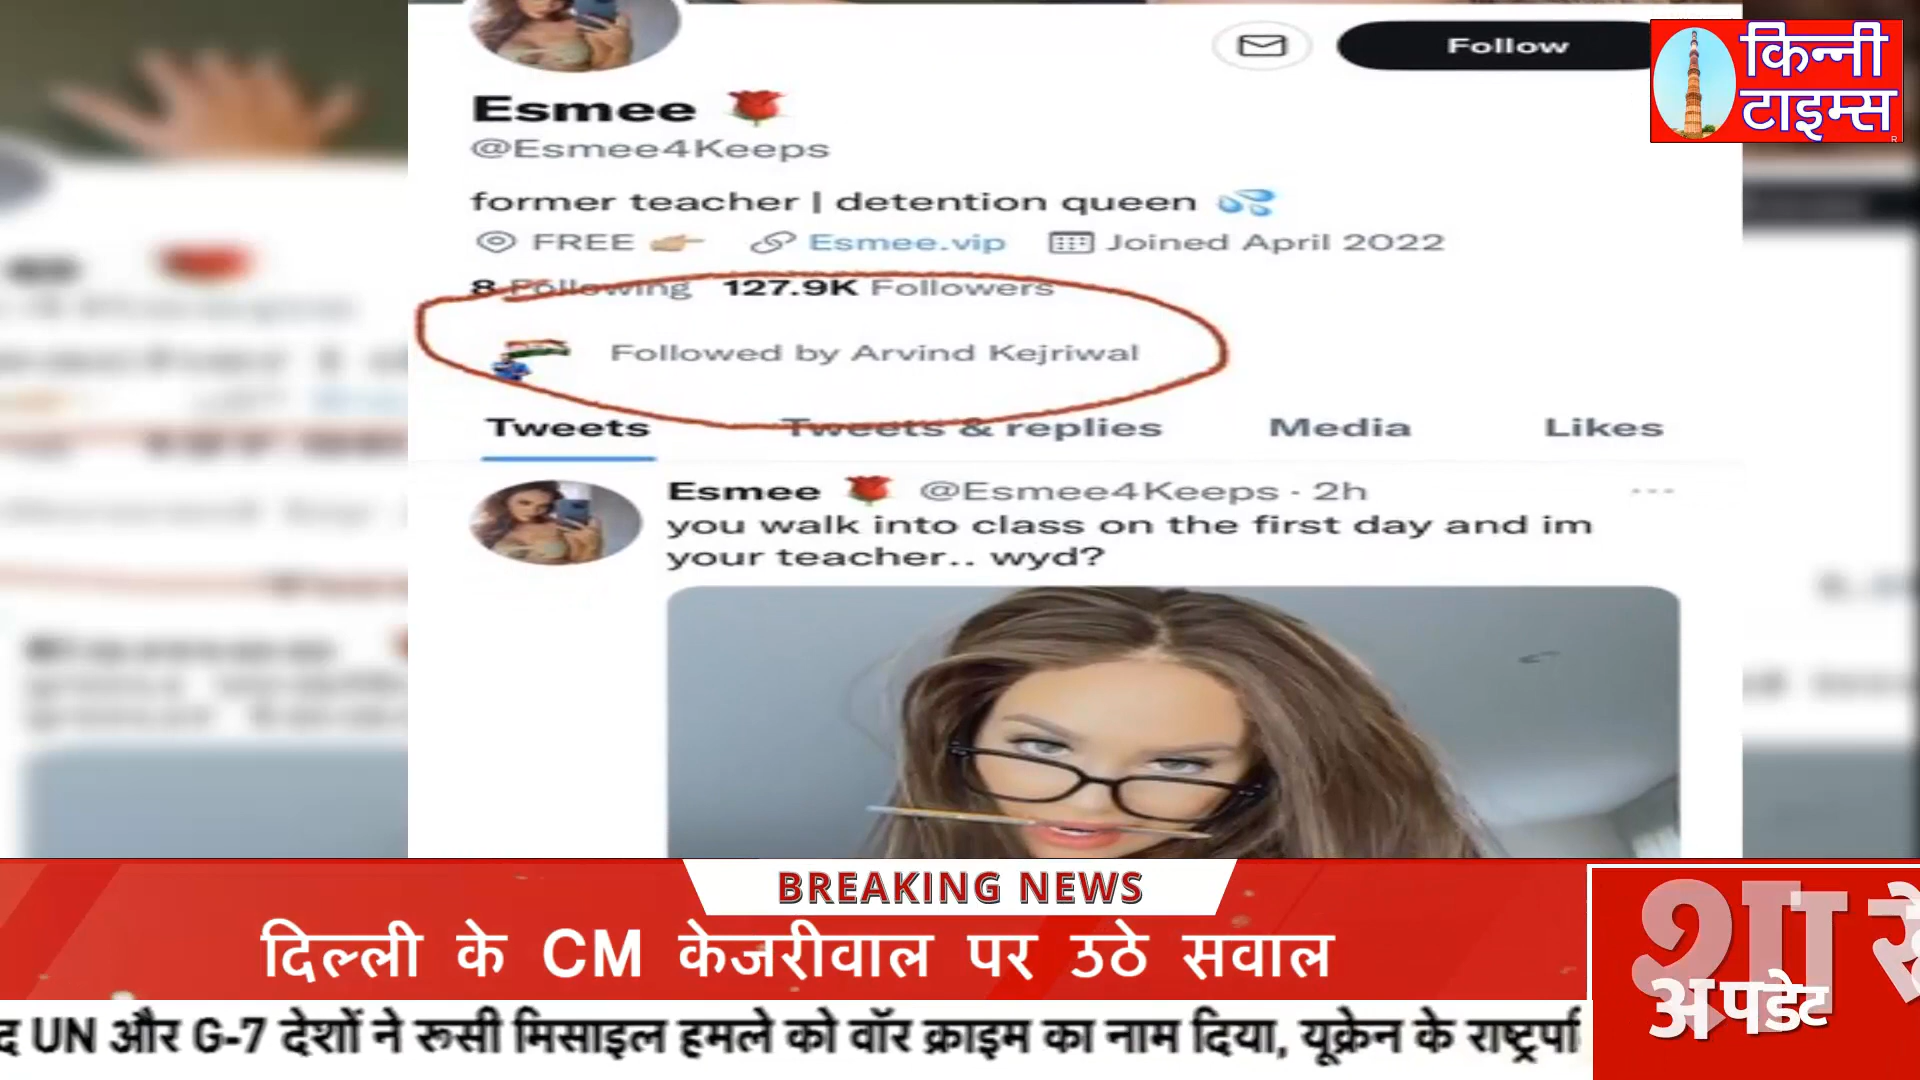 Follow
किन्नी
टाइम्स
Esmee
@Esmee4Keeps
former teacher | detention queen
FREE Esmee.vip Joined April 2022
8 Following 127.9K Followers
Followed by Arvind Kejriwal
Tweets Tweets & replies Media Likes
Esmee @Esmee4Keeps · 2h
you walk into class on the first day and im
your teacher.. wyd?
BREAKING NEWS
दिल्ली के CM केजरीवाल पर उठे सवाल
अपडेट
UN और G-7 देशों ने रूसी मिसाइल हमले को वॉर क्राइम का नाम दिया, यूक्रेन के